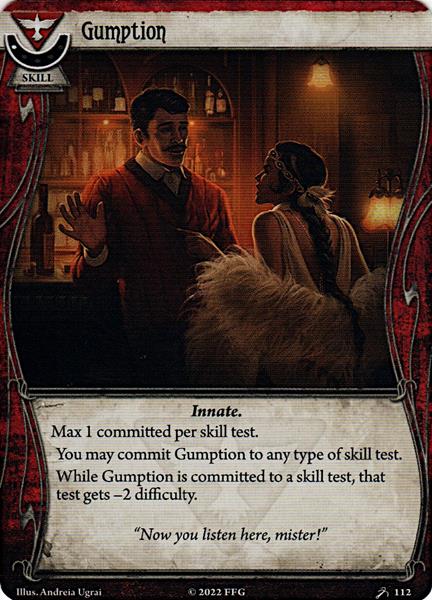 Gumption
SKILL
Innate.
Max 1 committed per skill test.
You may commit Gumption to any type of skill test.
While Gumption is committed to a skill test, that
test gets –2 difficulty.
"Now you listen here, mister!"
Illus. Andreia Ugrai © 2022 FFG 112